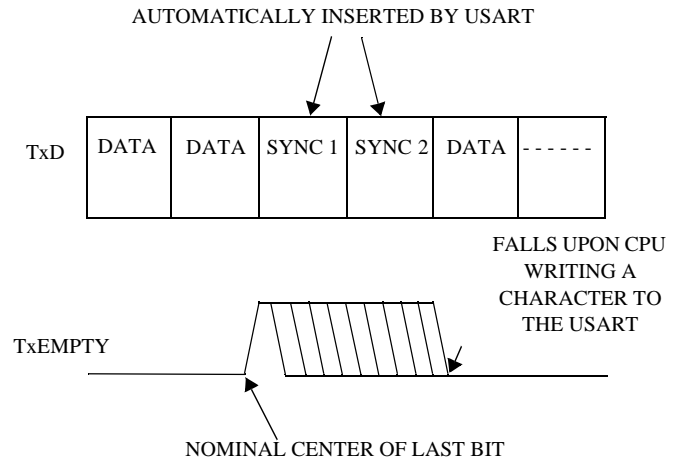 AUTOMATICALLY INSERTED BY USART
TxD DATA DATA SYNC 1 SYNC 2 DATA - - - - - -
FALLS UPON CPU
WRITING A
CHARACTER TO
THE USART
TxEMPTY
NOMINAL CENTER OF LAST BIT